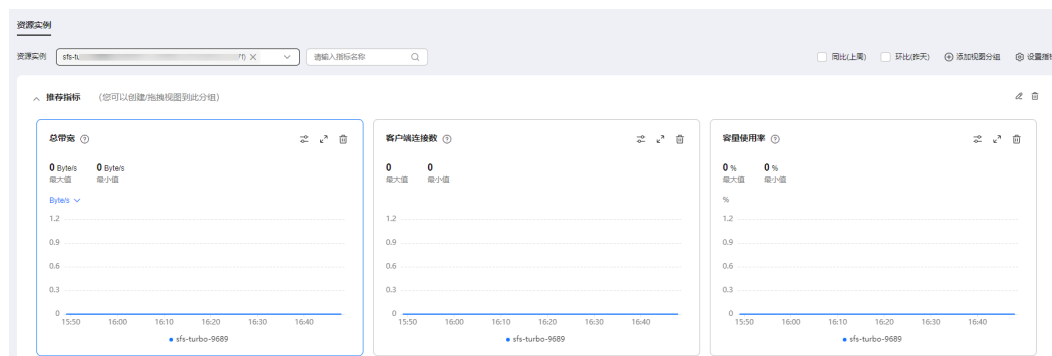 资源实例
资源实例 sfs-tu 请输入指标名称 同比(上周) 环比(昨天) 添加视图分组 设置指标
推荐指标 (您可以创建/拖拽视图到此分组)
总带宽 客户端连接数 容量使用率
0 Byte/s 0 Byte/s 0 0 0 % 0 %
最大值 最小值 最大值 最小值 最大值 最小值
Byte/s %
1.2 1.2 1.2
0.9 0.9 0.9
0.6 0.6 0.6
0.3 0.3 0.3
0 0 0
15:50 16:00 16:10 16:20 16:30 16:40 15:50 16:00 16:10 16:20 16:30 16:40 15:50 16:00 16:10 16:20 16:30 16:40
sfs-turbo-9689 sfs-turbo-9689 sfs-turbo-9689